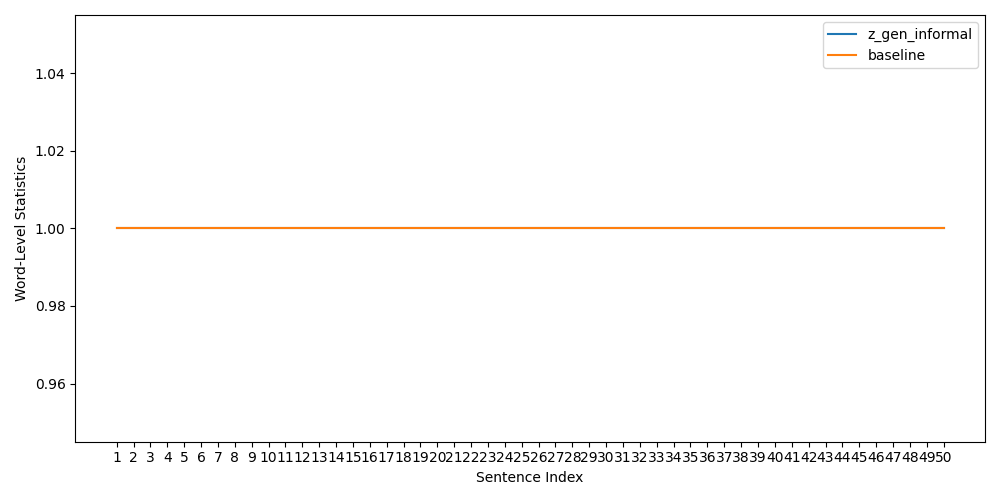 z_gen_informal
baseline
1.04
1.02
1.00
0.98
0.96
Word-Level Statistics
1 2 3 4 5 6 7 8 9 10 11 12 13 14 15 16 17 18 19 20 21 22 23 24 25 26 27 28 29 30 31 32 33 34 35 36 37 38 39 40 41 42 43 44 45 46 47 48 49 50
Sentence Index